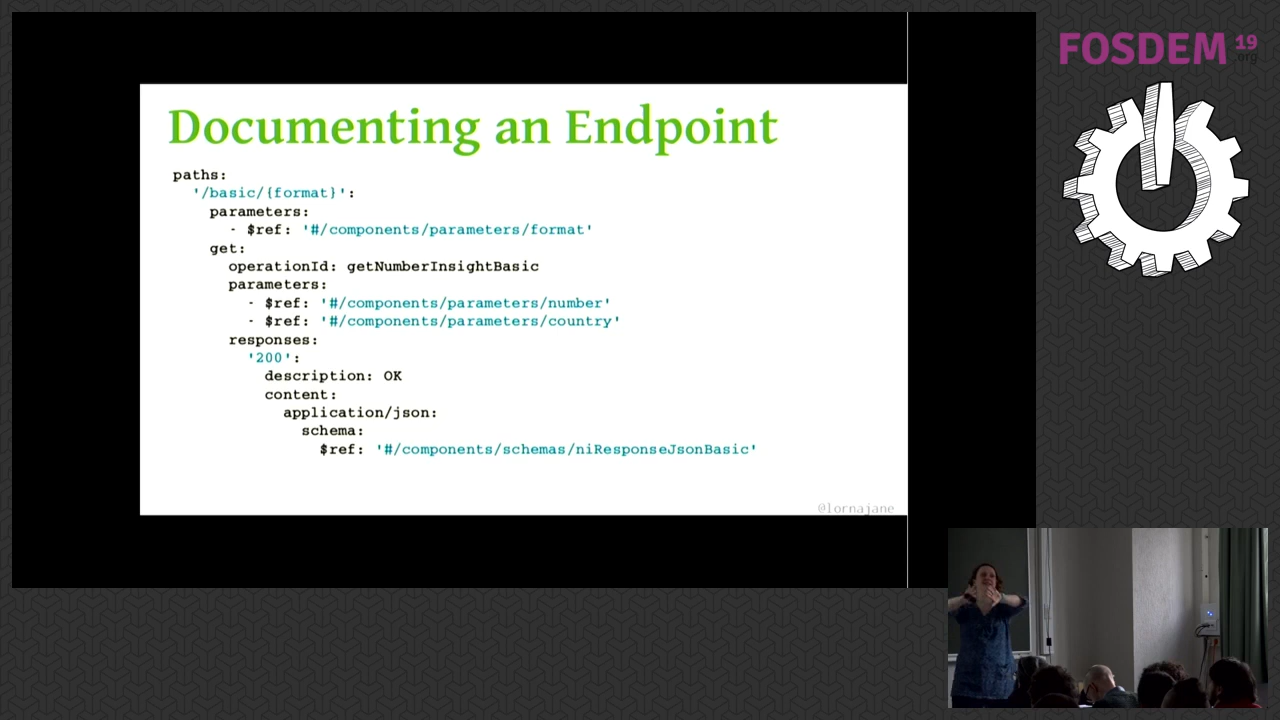 Documenting an Endpoint
paths:
  '/basic/{format}':
    parameters:
      - $ref: '#/components/parameters/format'
    get:
      operationId: getNumberInsightBasic
      parameters:
        - $ref: '#/components/parameters/number'
        - $ref: '#/components/parameters/country'
      responses:
        '200':
          description: OK
          content:
            application/json:
              schema:
                $ref: '#/components/schemas/niResponseJsonBasic'
@lornajane
FOSDEM 19
.org